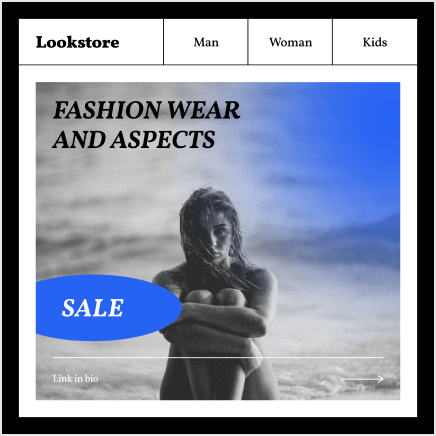 Lookstore
Man
Woman
Kids
FASHION WEAR
AND ASPECTS
SALE
Link in bio